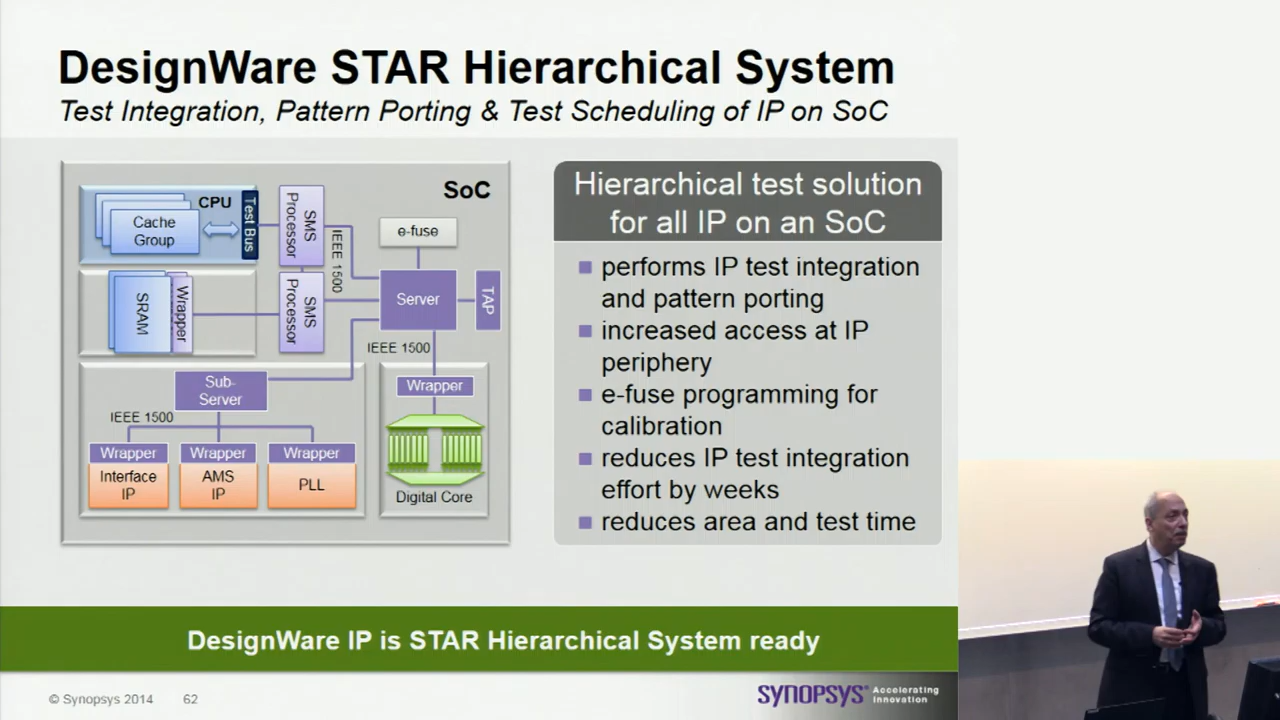 DesignWare STAR Hierarchical System
Test Integration, Pattern Porting & Test Scheduling of IP on SoC
SoC
CPU
Cache
Group
Test Bus
SMS
Processor
IEEE 1500
e-fuse
SRAM
Wrapper
SMS
Processor
Server
TAP
IEEE 1500
Sub-
Server
Wrapper
IEEE 1500
Wrapper
Wrapper
Wrapper
Interface
IP
AMS
IP
PLL
Digital Core
Hierarchical test solution
for all IP on an SoC
performs IP test integration
and pattern porting
increased access at IP
periphery
e-fuse programming for
calibration
reduces IP test integration
effort by weeks
reduces area and test time
DesignWare IP is STAR Hierarchical System ready
© Synopsys 2014 62
SYNOPSYS®
Accelerating
Innovation